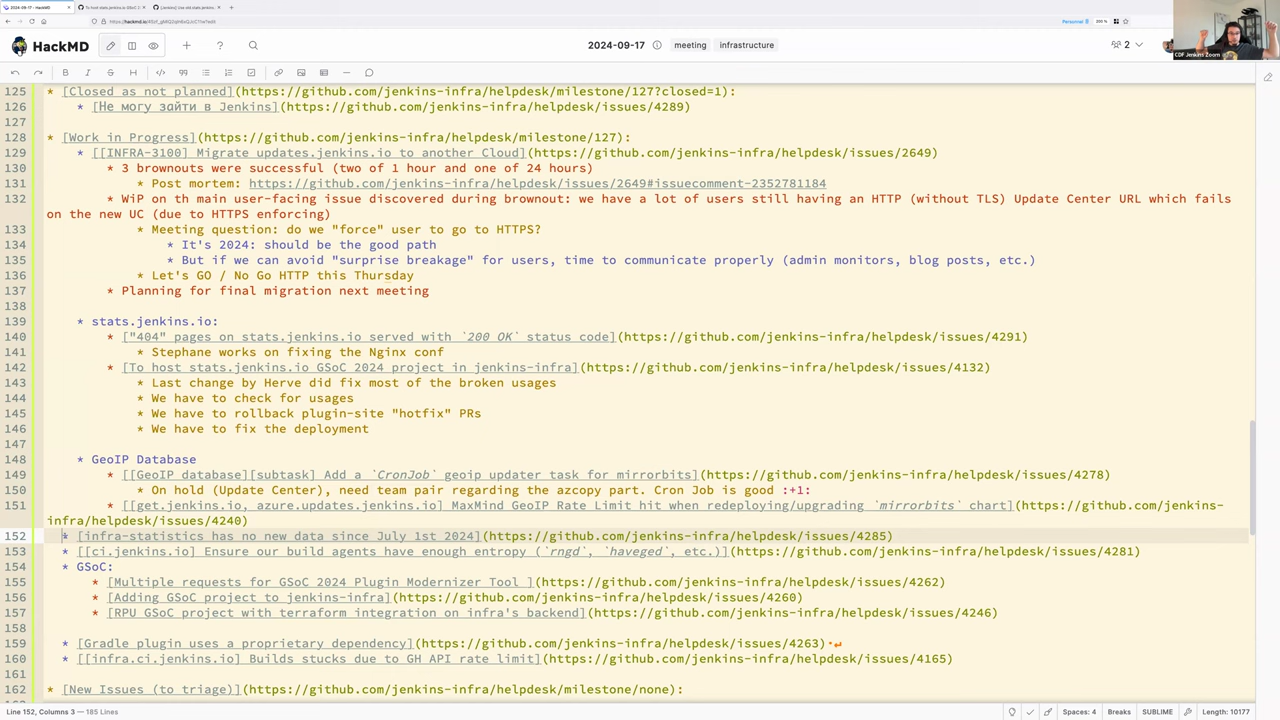 2024-09-17 - HackMD
To host stats.jenkins.io GSoC 2
https://hackmd.io/
Personal
200 %
HackMD
2024-09-17
meeting
infrastructure
2
CDF Jenkins Zoom
125 * [Closed as not planned](https://github.com/jenkins-infra/helpdesk/milestone/127?closed=1):
126 * [Не могу зайти в Jenkins](https://github.com/jenkins-infra/helpdesk/issues/4289)
127
128 * [Work in Progress](https://github.com/jenkins-infra/helpdesk/milestone/127):
129 * [[INFRA-3100] Migrate updates.jenkins.io to another Cloud](https://github.com/jenkins-infra/helpdesk/issues/2649)
130 * 3 brownouts were successful (two of 1 hour and one of 24 hours)
131 * Post mortem: https://github.com/jenkins-infra/helpdesk/issues/2649#issuecomment-2352781184
132 * WiP on th main user-facing issue discovered during brownout: we have a lot of users still having an HTTP (without TLS) Update Center URL which fails
on the new UC (due to HTTPS enforcing)
133 * Meeting question: do we "force" user to go to HTTPS?
134 * It's 2024: should be the good path
135 * But if we can avoid "surprise breakage" for users, time to communicate properly (admin monitors, blog posts, etc.)
136 * Let's GO / No Go HTTP this Thursday
137 * Planning for final migration next meeting
138
139 * stats.jenkins.io:
140 * ["404" pages on stats.jenkins.io served with `200 OK` status code](https://github.com/jenkins-infra/helpdesk/issues/4291)
141 * Stephane works on fixing the Nginx conf
142 * [To host stats.jenkins.io GSoC 2024 project in jenkins-infra](https://github.com/jenkins-infra/helpdesk/issues/4132)
143 * Last change by Herve did fix most of the broken usages
144 * We have to check for usages
145 * We have to rollback plugin-site "hotfix" PRs
146 * We have to fix the deployment
147
148 * GeoIP Database
149 * [[GeoIP database][subtask] Add a `CronJob` geoip updater task for mirrorbits](https://github.com/jenkins-infra/helpdesk/issues/4278)
150 * On hold (Update Center), need team pair regarding the azcopy part. Cron Job is good :+1:
151 * [[get.jenkins.io, azure.updates.jenkins.io] MaxMind GeoIP Rate Limit hit when redeploying/upgrading `mirrorbits` chart](https://github.com/jenkins-
infra/helpdesk/issues/4240)
152 * [infra-statistics has no new data since July 1st 2024](https://github.com/jenkins-infra/helpdesk/issues/4285)
153 * [[ci.jenkins.io] Ensure our build agents have enough entropy (`rngd`, `haveged`, etc.)](https://github.com/jenkins-infra/helpdesk/issues/4281)
154 * GSoC:
155 * [Multiple requests for GSoC 2024 Plugin Modernizer Tool ](https://github.com/jenkins-infra/helpdesk/issues/4262)
156 * [Adding GSoC project to jenkins-infra](https://github.com/jenkins-infra/helpdesk/issues/4260)
157 * [RPU GSoC project with terraform integration on infra's backend](https://github.com/jenkins-infra/helpdesk/issues/4246)
158
159 * [Gradle plugin uses a proprietary dependency](https://github.com/jenkins-infra/helpdesk/issues/4263)
160 * [[infra.ci.jenkins.io] Builds stucks due to GH API rate limit](https://github.com/jenkins-infra/helpdesk/issues/4165)
161
162 * [New Issues (to triage)](https://github.com/jenkins-infra/helpdesk/milestone/none):
Line 152, Columns 3 — 185 Lines
Spaces: 4
Breaks
SUBLIME
Length: 10177